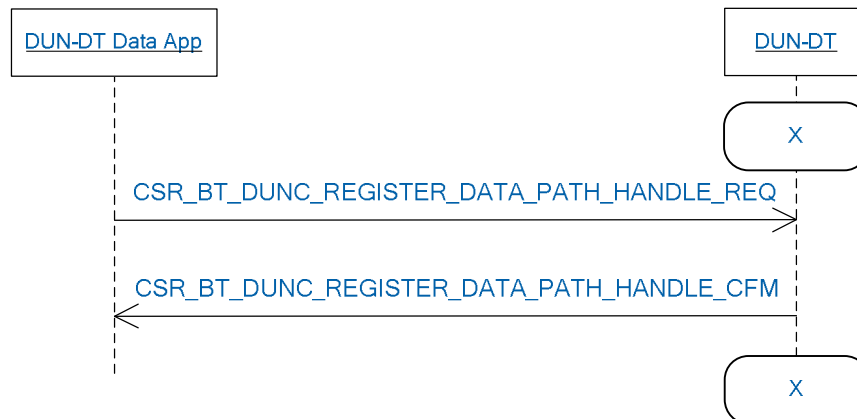 DUN-DT Data App
DUN-DT
X
CSR_BT_DUNC_REGISTER_DATA_PATH_HANDLE_REQ
CSR_BT_DUNC_REGISTER_DATA_PATH_HANDLE_CFM
X